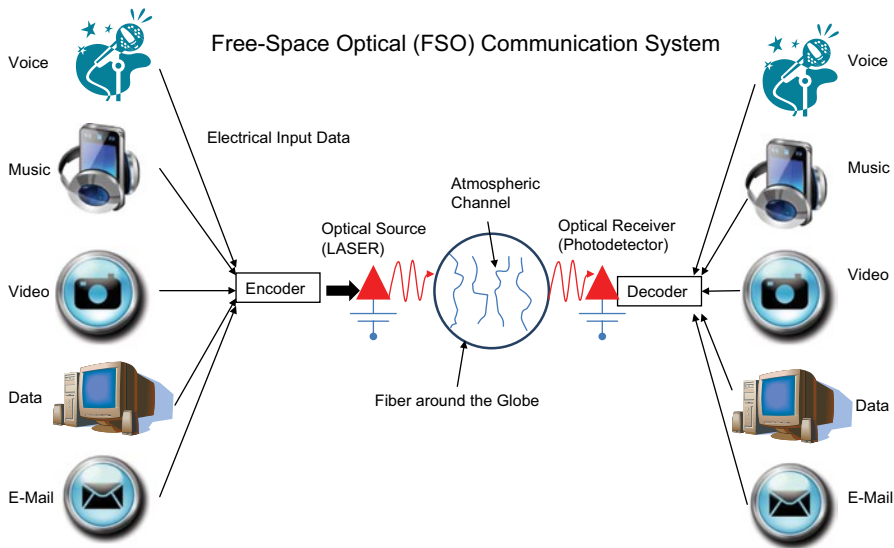 Free-Space Optical (FSO) Communication System
Voice
Music
Video
Data
E-Mail
Electrical Input Data
Encoder
Optical Source
(LASER)
Atmospheric
Channel
Fiber around the Globe
Optical Receiver
(Photodetector)
Decoder
Voice
Music
Video
Data
E-Mail